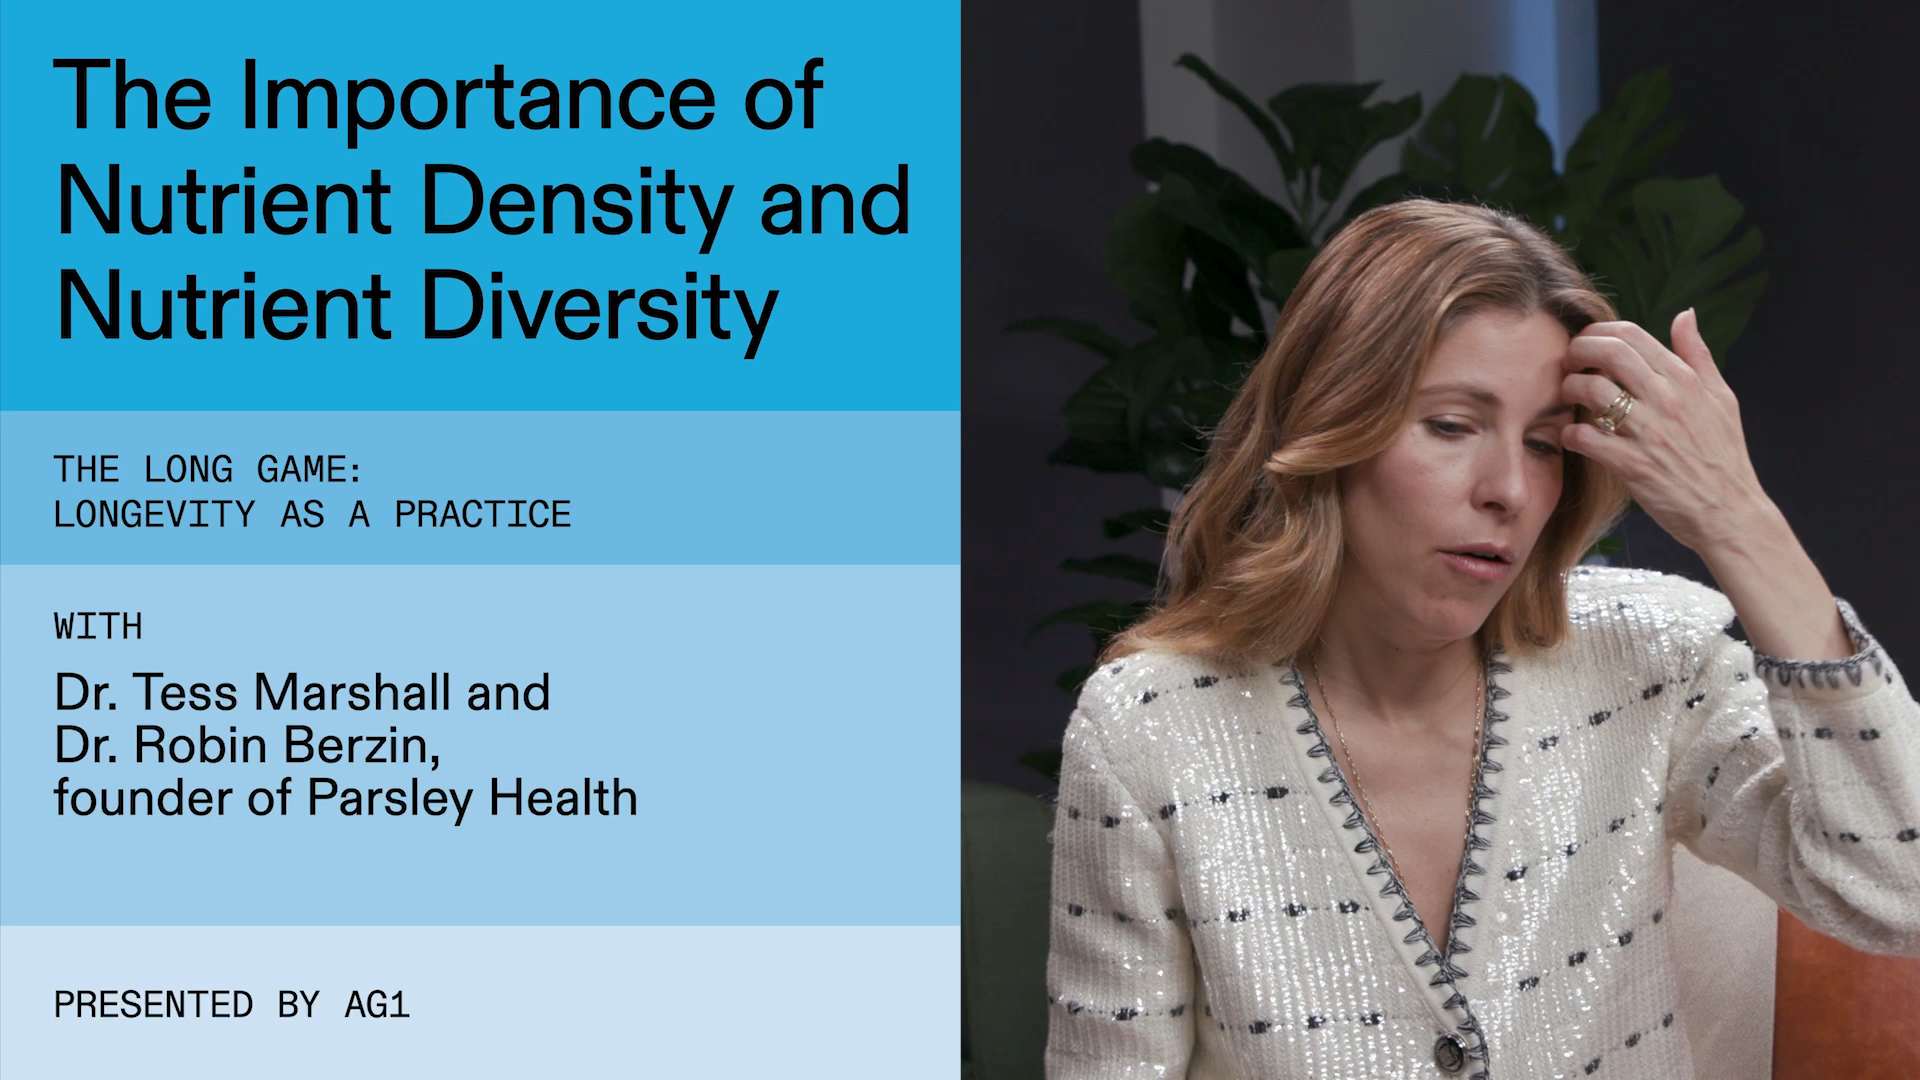 The Importance of
Nutrient Density and
Nutrient Diversity
THE LONG GAME:
LONGEVITY AS A PRACTICE
WITH
Dr. Tess Marshall and
Dr. Robin Berzin,
founder of Parsley Health
PRESENTED BY AG1